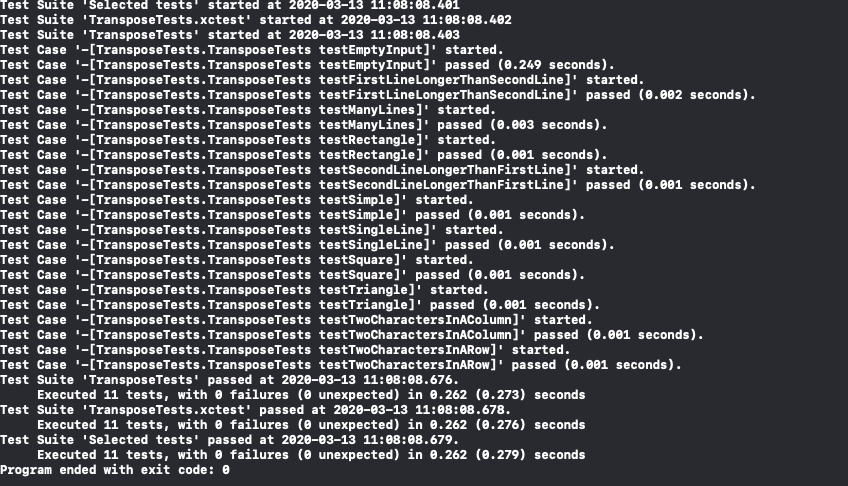 Test Suite 'Selected tests' started at 2020-03-13 11:08:08.401
Test Suite 'TransposeTests.xctest' started at 2020-03-13 11:08:08.402
Test Suite 'TransposeTests' started at 2020-03-13 11:08:08.403
Test Case '-[TransposeTests.TransposeTests testEmptyInput]' started.
Test Case '-[TransposeTests.TransposeTests testEmptyInput]' passed (0.249 seconds).
Test Case '-[TransposeTests.TransposeTests testFirstLineLongerThanSecondLine]' started.
Test Case '-[TransposeTests.TransposeTests testFirstLineLongerThanSecondLine]' passed (0.002 seconds).
Test Case '-[TransposeTests.TransposeTests testManyLines]' started.
Test Case '-[TransposeTests.TransposeTests testManyLines]' passed (0.003 seconds).
Test Case '-[TransposeTests.TransposeTests testRectangle]' started.
Test Case '-[TransposeTests.TransposeTests testRectangle]' passed (0.001 seconds).
Test Case '-[TransposeTests.TransposeTests testSecondLineLongerThanFirstLine]' started.
Test Case '-[TransposeTests.TransposeTests testSecondLineLongerThanFirstLine]' passed (0.001 seconds).
Test Case '-[TransposeTests.TransposeTests testSimple]' started.
Test Case '-[TransposeTests.TransposeTests testSimple]' passed (0.001 seconds).
Test Case '-[TransposeTests.TransposeTests testSingleLine]' started.
Test Case '-[TransposeTests.TransposeTests testSingleLine]' passed (0.001 seconds).
Test Case '-[TransposeTests.TransposeTests testSquare]' started.
Test Case '-[TransposeTests.TransposeTests testSquare]' passed (0.001 seconds).
Test Case '-[TransposeTests.TransposeTests testTriangle]' started.
Test Case '-[TransposeTests.TransposeTests testTriangle]' passed (0.001 seconds).
Test Case '-[TransposeTests.TransposeTests testTwoCharactersInAColumn]' started.
Test Case '-[TransposeTests.TransposeTests testTwoCharactersInAColumn]' passed (0.001 seconds).
Test Case '-[TransposeTests.TransposeTests testTwoCharactersInARow]' started.
Test Case '-[TransposeTests.TransposeTests testTwoCharactersInARow]' passed (0.001 seconds).
Test Suite 'TransposeTests' passed at 2020-03-13 11:08:08.676.
Executed 11 tests, with 0 failures (0 unexpected) in 0.262 (0.273) seconds
Test Suite 'TransposeTests.xctest' passed at 2020-03-13 11:08:08.678.
Executed 11 tests, with 0 failures (0 unexpected) in 0.262 (0.276) seconds
Test Suite 'Selected tests' passed at 2020-03-13 11:08:08.679.
Executed 11 tests, with 0 failures (0 unexpected) in 0.262 (0.279) seconds
Program ended with exit code: 0